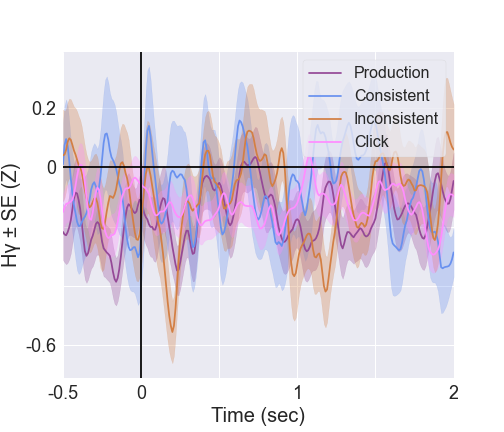 Production
Consistent
Inconsistent
Click
Hγ ± SE (Z)
0.2
0
-0.6
-0.5
0
1
2
Time (sec)